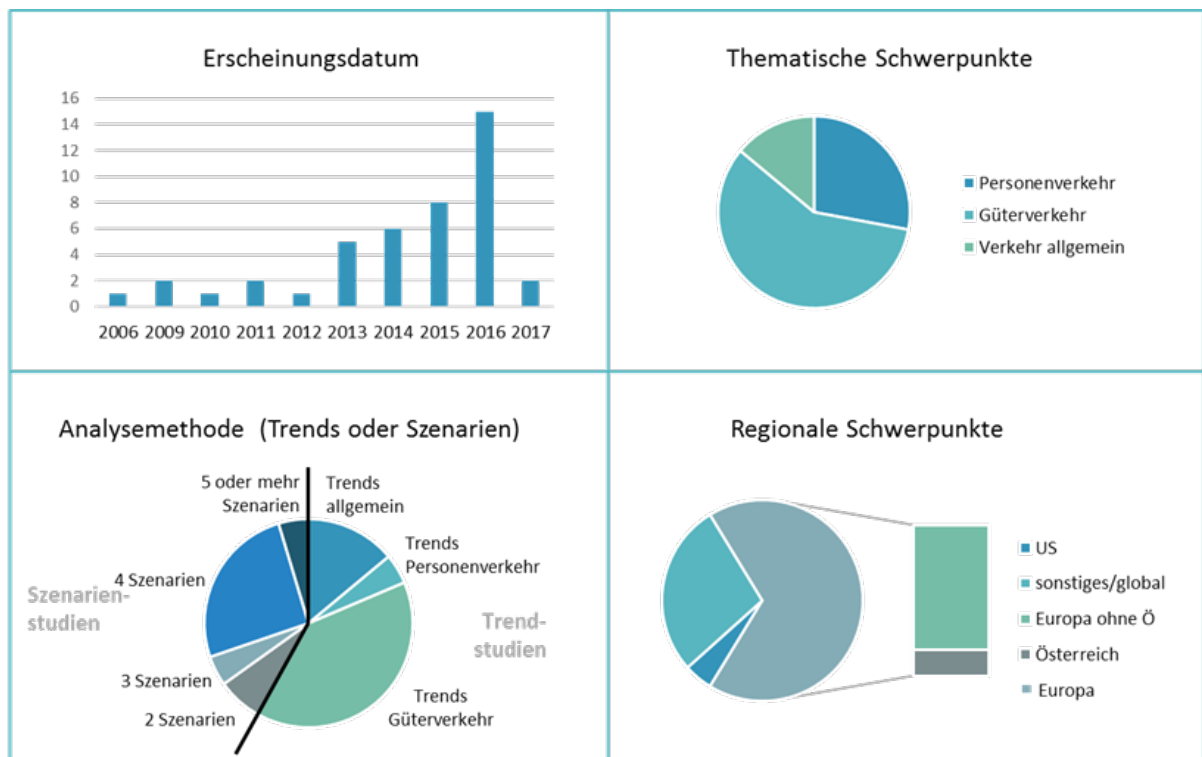 Erscheinungsdatum
16
14
12
10
8
6
4
2
0
2006 2009 2010 2011 2012 2013 2014 2015 2016 2017
Thematische Schwerpunkte
Personenverkehr
Güterverkehr
Verkehr allgemein
Analysemethode (Trends oder Szenarien)
5 oder mehr
Szenarien
Trends
allgemein
Trends
Personenverkehr
4 Szenarien
Szenarien-
studien
Trend-
studien
3 Szenarien
2 Szenarien
Trends
Güterverkehr
Regionale Schwerpunkte
US
sonstiges/global
Europa ohne Ö
Österreich
Europa